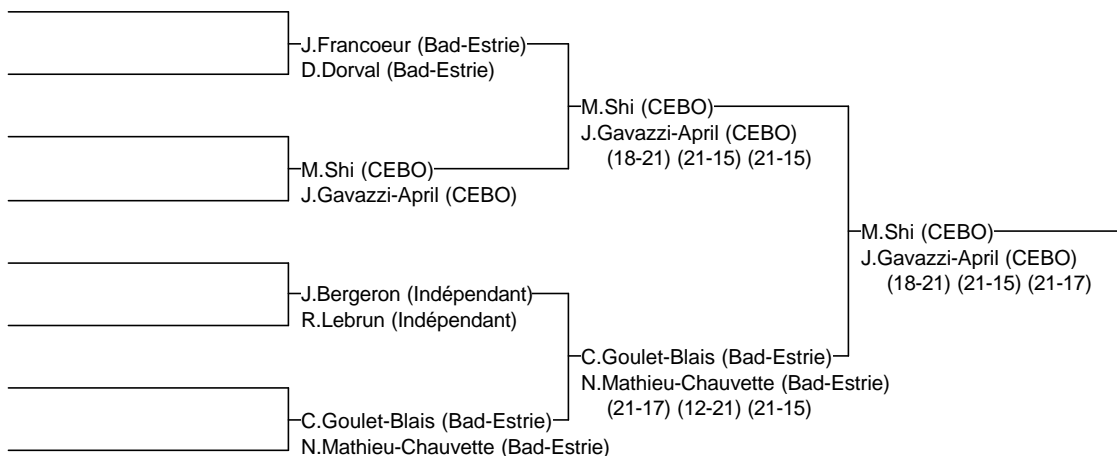 J.Francoeur (Bad-Estrie)
D.Dorval (Bad-Estrie)
M.Shi (CEBO)
J.Gavazzi-April (CEBO)
(18-21) (21-15) (21-15)
M.Shi (CEBO)
J.Gavazzi-April (CEBO)
M.Shi (CEBO)
J.Gavazzi-April (CEBO)
(18-21) (21-15) (21-17)
J.Bergeron (Indépendant)
R.Lebrun (Indépendant)
C.Goulet-Blais (Bad-Estrie)
N.Mathieu-Chauvette (Bad-Estrie)
(21-17) (12-21) (21-15)
C.Goulet-Blais (Bad-Estrie)
N.Mathieu-Chauvette (Bad-Estrie)